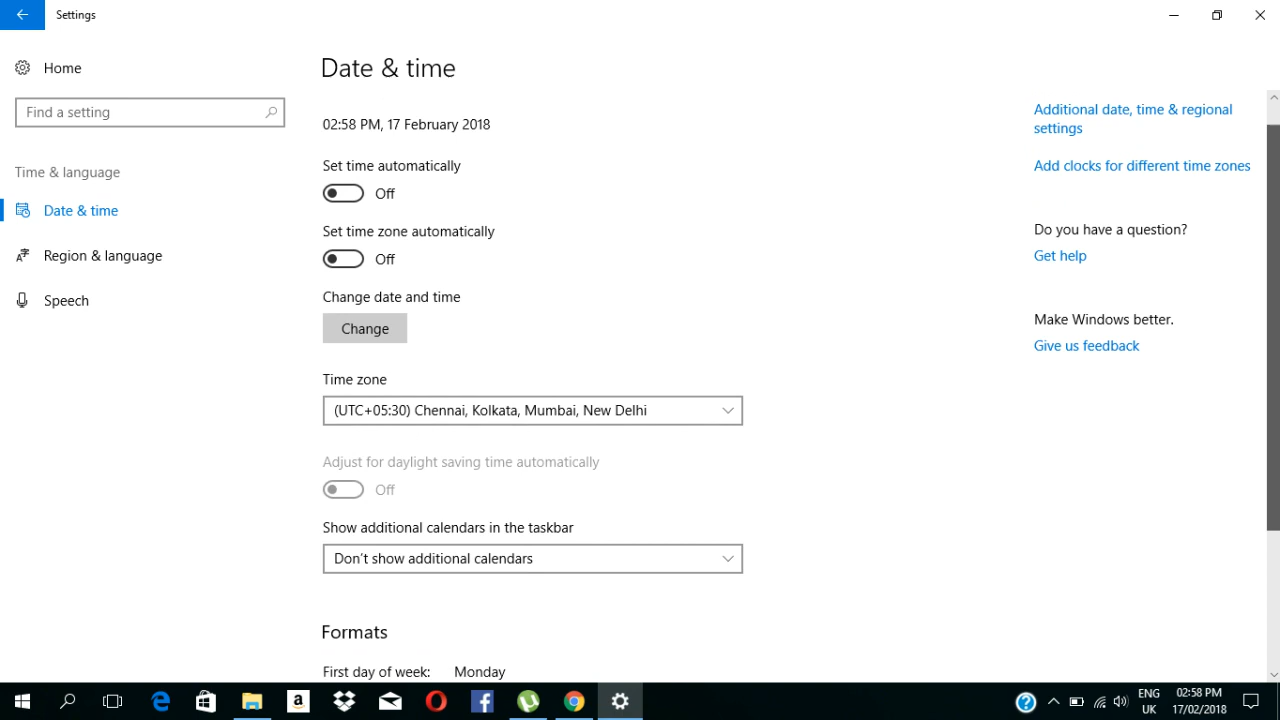 Settings
Home
Find a setting
Time & language
Date & time
Region & language
Speech
Date & time
02:58 PM, 17 February 2018
Set time automatically
Off
Set time zone automatically
Off
Change date and time
Change
Time zone
(UTC+05:30) Chennai, Kolkata, Mumbai, New Delhi
Adjust for daylight saving time automatically
Off
Show additional calendars in the taskbar
Don't show additional calendars
Formats
First day of week: Monday
Additional date, time & regional
settings
Add clocks for different time zones
Do you have a question?
Get help
Make Windows better.
Give us feedback
ENG
UK
02:58 PM
17/02/2018